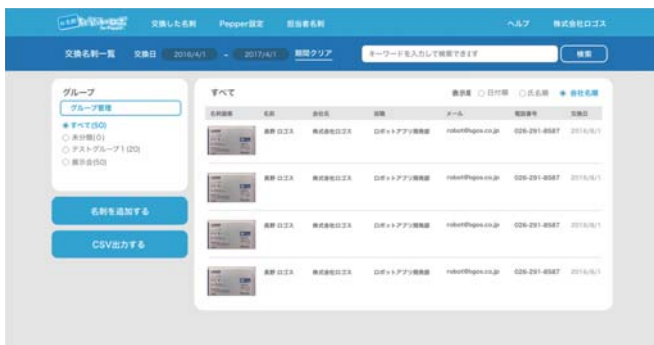 交換した名刺 Pepper設定 担当者名刺 ヘルプ 株式会社ロゴス
交換名刺一覧 交換日 2016/4/1 ~ 2017/4/1 期間クリア キーワードを入力して検索できます 検索
グループ
グループ管理
すべて(50)
未分類(0)
テストグループ1(20)
展示会(50)
名刺を追加する
CSV出力する
すべて 表示順 日付順 氏名順 会社名順
名刺画像 名前 会社名 部署 メール 電話番号 交換日
長野 ロゴス 株式会社ロゴス ロボットアプリ開発部 robot@logos.co.jp 026-291-8587 2016/8/1
長野 ロゴス 株式会社ロゴス ロボットアプリ開発部 robot@logos.co.jp 026-291-8587 2016/8/1
長野 ロゴス 株式会社ロゴス ロボットアプリ開発部 robot@logos.co.jp 026-291-8587 2016/8/1
長野 ロゴス 株式会社ロゴス ロボットアプリ開発部 robot@logos.co.jp 026-291-8587 2016/8/1